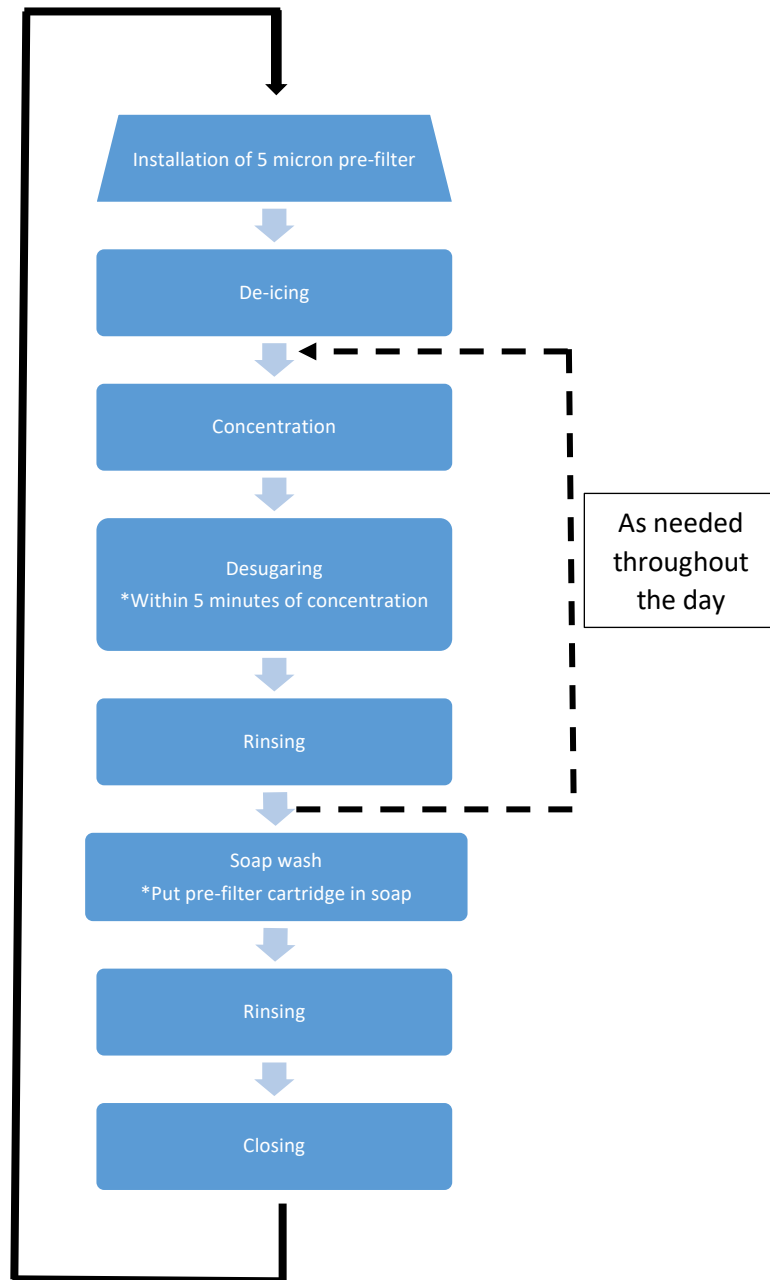 Installation of 5 micron pre-filter
De-icing
Concentration
Desugaring
*Within 5 minutes of concentration
As needed
throughout
the day
Rinsing
Soap wash
*Put pre-filter cartridge in soap
Rinsing
Closing